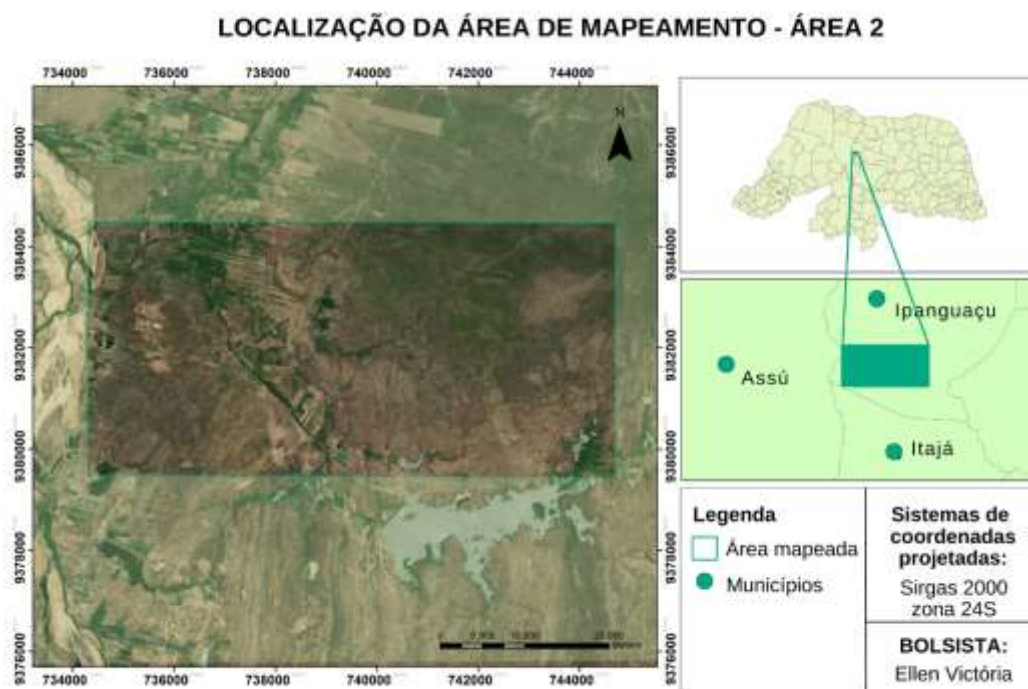 LOCALIZAÇÃO DA ÁREA DE MAPEAMENTO - ÁREA 2
734000 736000 738000 740000 742000 744000
9386000
9384000
9382000
9380000
9378000
9376000
N
9386000
9384000
9382000
9380000
9378000
9376000
734000 736000 738000 740000 742000 744000
Ipanguaçu
Assú
Itajá
Legenda
Área mapeada
Municípios
Sistemas de
coordenadas
projetadas:
Sirgas 2000
zona 24S
BOLSISTA:
Ellen Victória